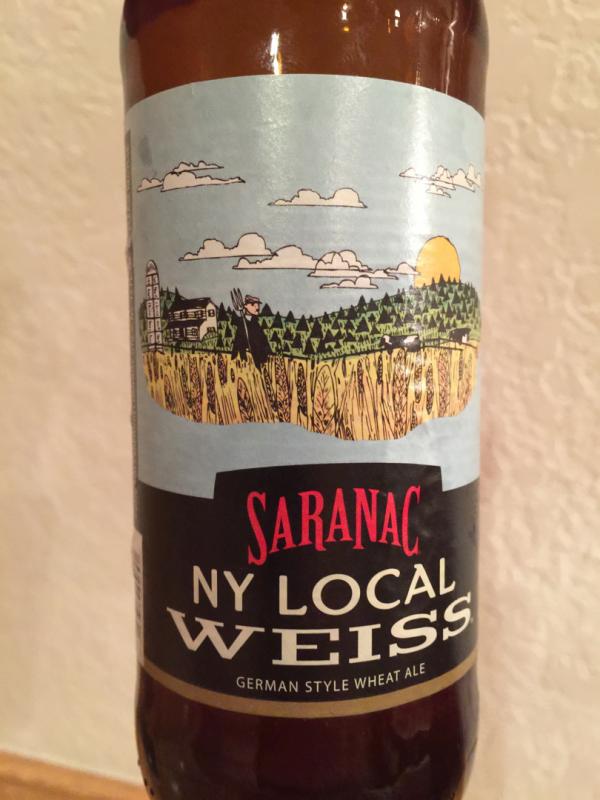 SARANAC
NY LOCAL
WEISS
GERMAN STYLE WHEAT ALE